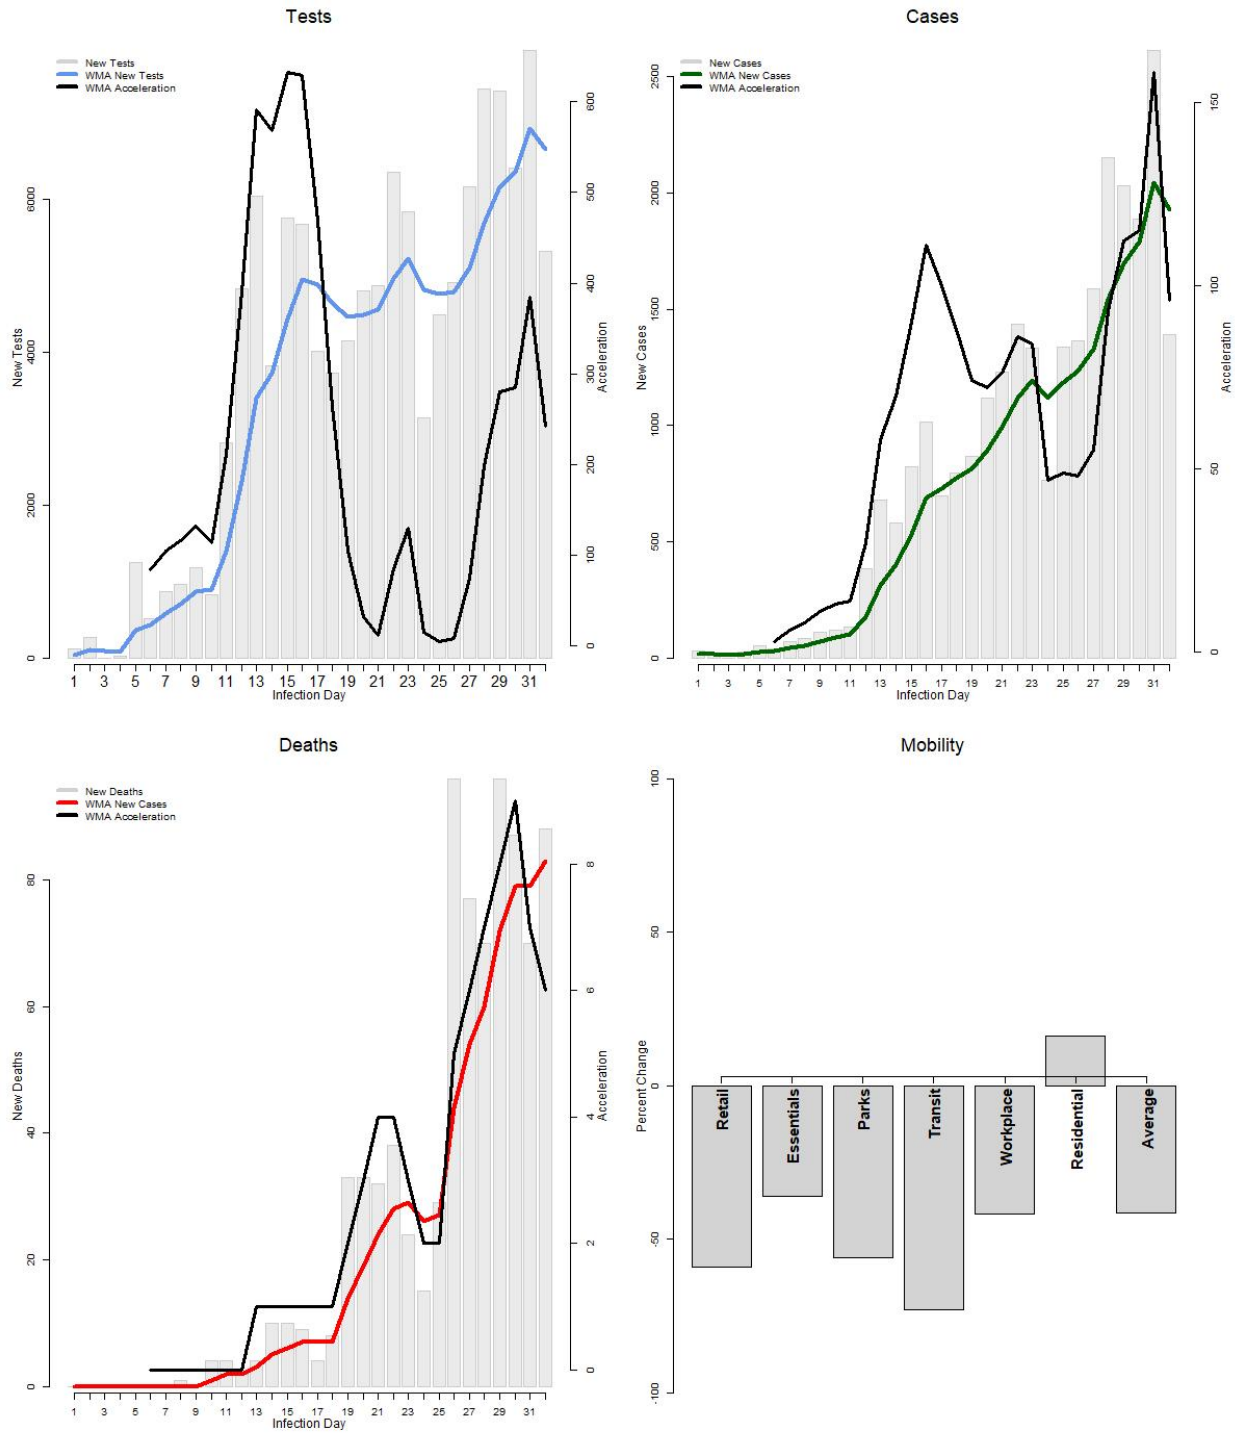 Tests
New Tests
WMA New Tests
WMA Acceleration
New Tests
0
2000
4000
6000
Acceleration
0
100
200
300
400
500
600
1 3 5 7 9 11 13 15 17 19 21 23 25 27 29 31
Infection Day
Cases
New Cases
WMA New Cases
WMA Acceleration
New Cases
0
500
1000
1500
2000
2500
Acceleration
0
50
100
150
1 3 5 7 9 11 13 15 17 19 21 23 25 27 29 31
Infection Day
Deaths
New Deaths
WMA New Cases
WMA Acceleration
New Deaths
0
20
40
60
80
Acceleration
0
2
4
6
8
1 3 5 7 9 11 13 15 17 19 21 23 25 27 29 31
Infection Day
Mobility
Percent Change
-100
-50
0
50
100
Retail
Essentials
Parks
Transit
Workplace
Residential
Average